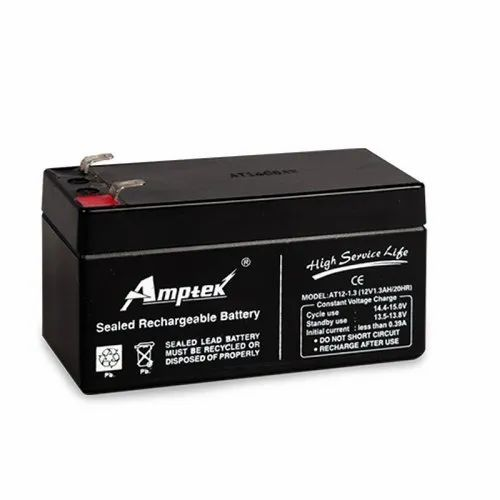 Amptek®
Sealed Rechargeable Battery
Pb.
Pb.
SEALED LEAD BATTERY
MUST BE RECYCLED OR
DISPOSED OF PROPERLY
High Service Life
CE
MODEL:AT12-1.3 (12V1.3AH/20HR)
Constant Voltage Charge
Cycle use 14.4-15.0V
Standby use 13.5-13.8V
Initial current : less than 0.39A
• DO NOT SHORT CIRCUIT
• RECHARGE AFTER USE